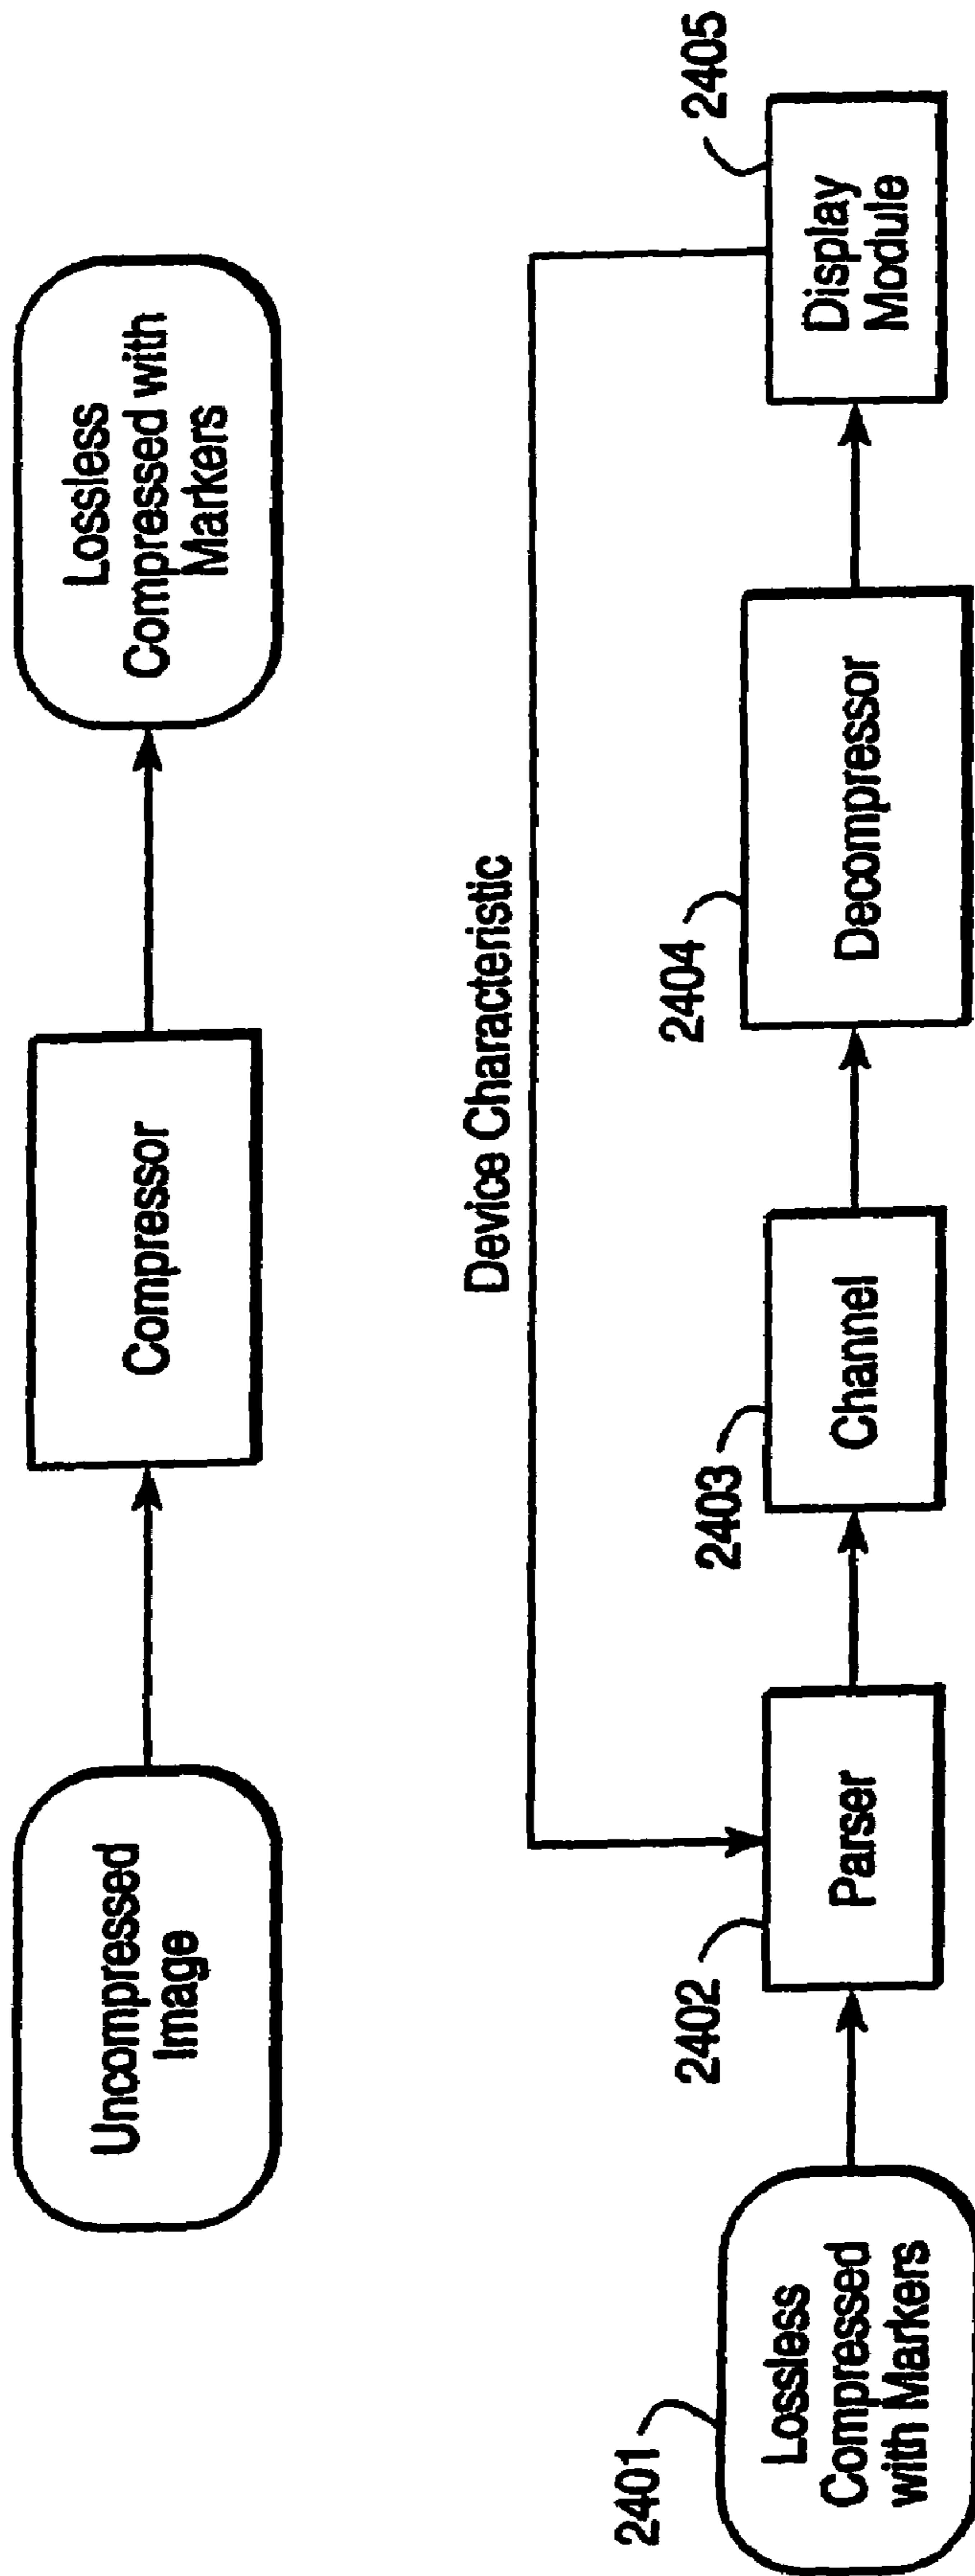 Uncompressed
Image
Compressor
Lossless
Compressed with
Markers
Device Characteristic
2401
Lossless
Compressed
with Markers
2402
Parser
2403
Channel
2404
Decompressor
2405
Display
Module